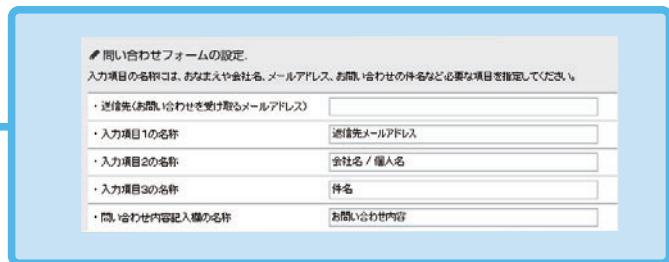 問い合わせフォームの設定.
入力項目の名称には、おなまえや会社名、メールアドレス、お問い合わせの件名など必要な項目を指定してください。
・送信先(お問い合わせを受け取るメールアドレス)
・入力項目1の名称 返信先メールアドレス
・入力項目2の名称 会社名 / 個人名
・入力項目3の名称 件名
・問い合わせ内容記入欄の名称 お問い合わせ内容